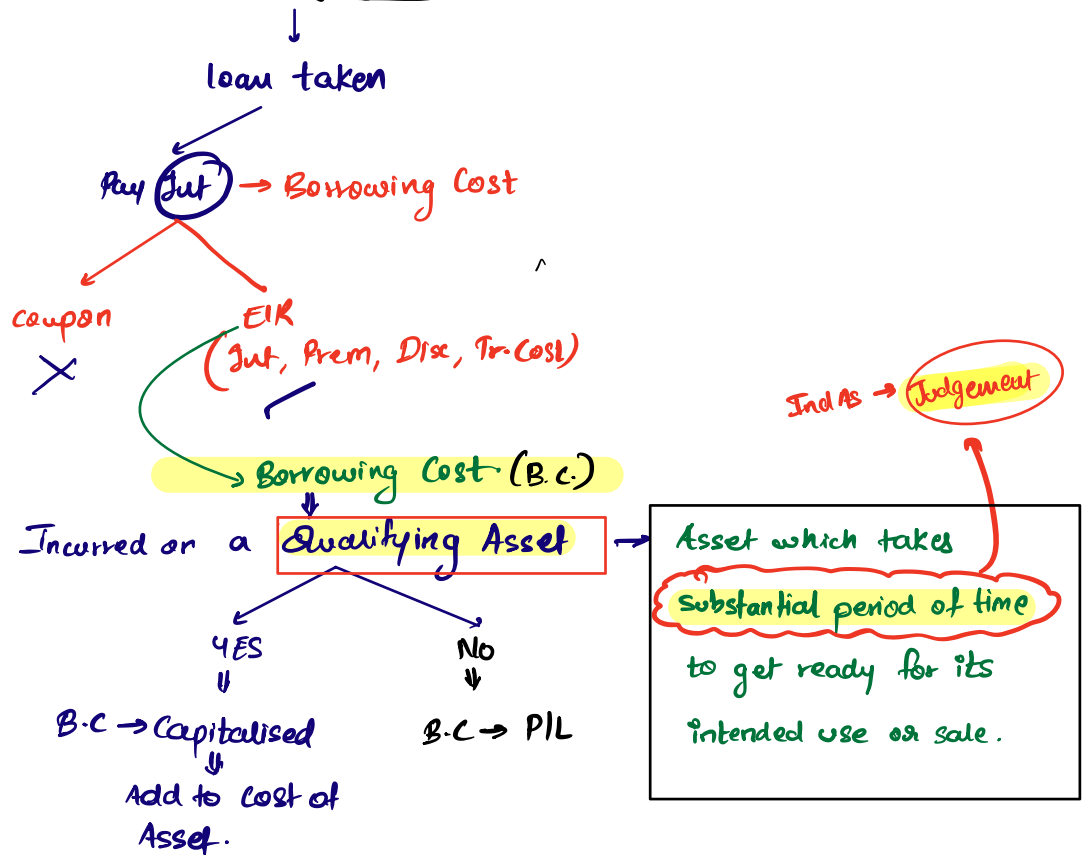 loan taken
Pay Int → Borrowing Cost
coupon
EIR
(Int, Prem, Disc, Tr.Cost)
Ind AS → Judgement
Borrowing Cost. (B.C.)
Incurred on a Qualifying Asset → Asset which takes
substantial period of time
to get ready for its
intended use or sale.
YES
No
B.C → Capitalised
B.C → P/L
Add to cost of
Asset.